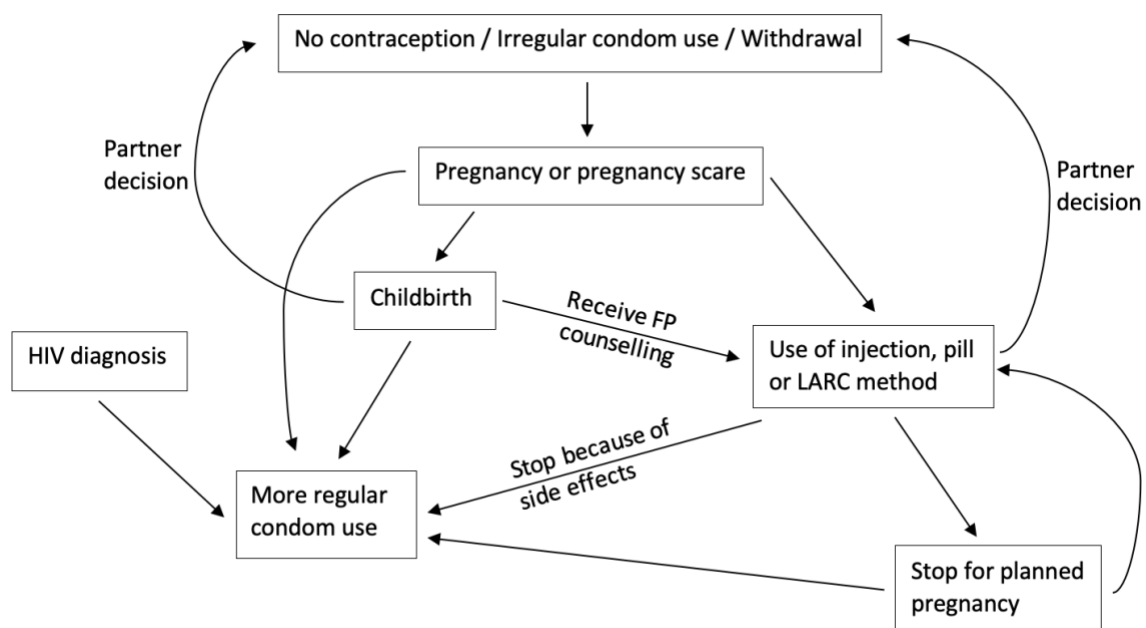 No contraception / Irregular condom use / Withdrawal
Partner
decision
Pregnancy or pregnancy scare
Partner
decision
Childbirth
Receive FP
counselling
HIV diagnosis
Use of injection, pill
or LARC method
Stop because of
side effects
More regular
condom use
Stop for planned
pregnancy